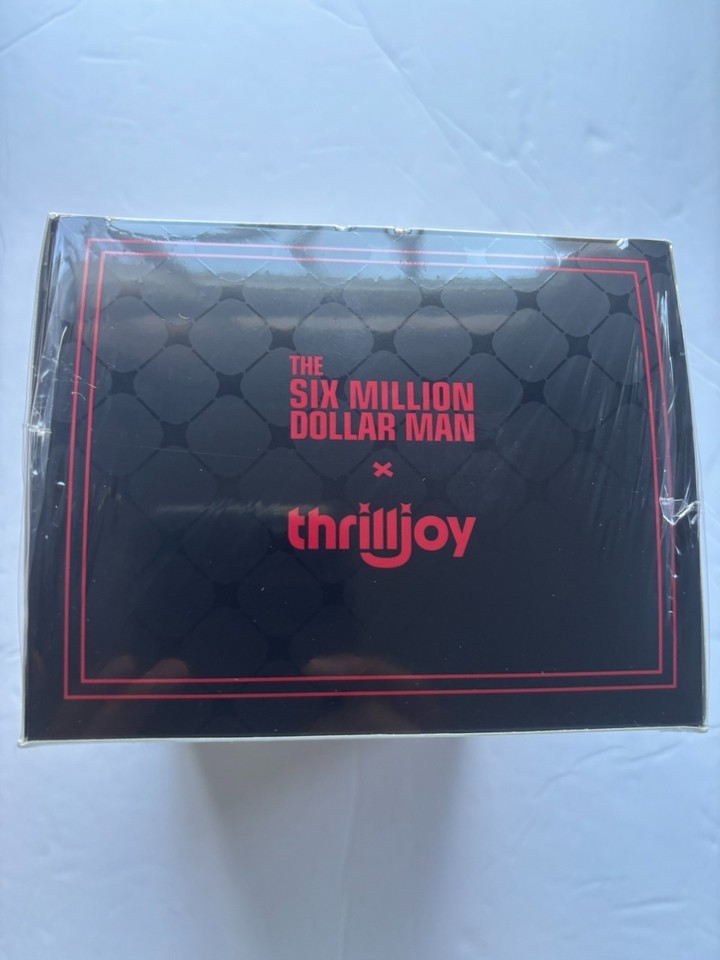 THE
SIX MILLION
DOLLAR MAN
×
thrilljoy